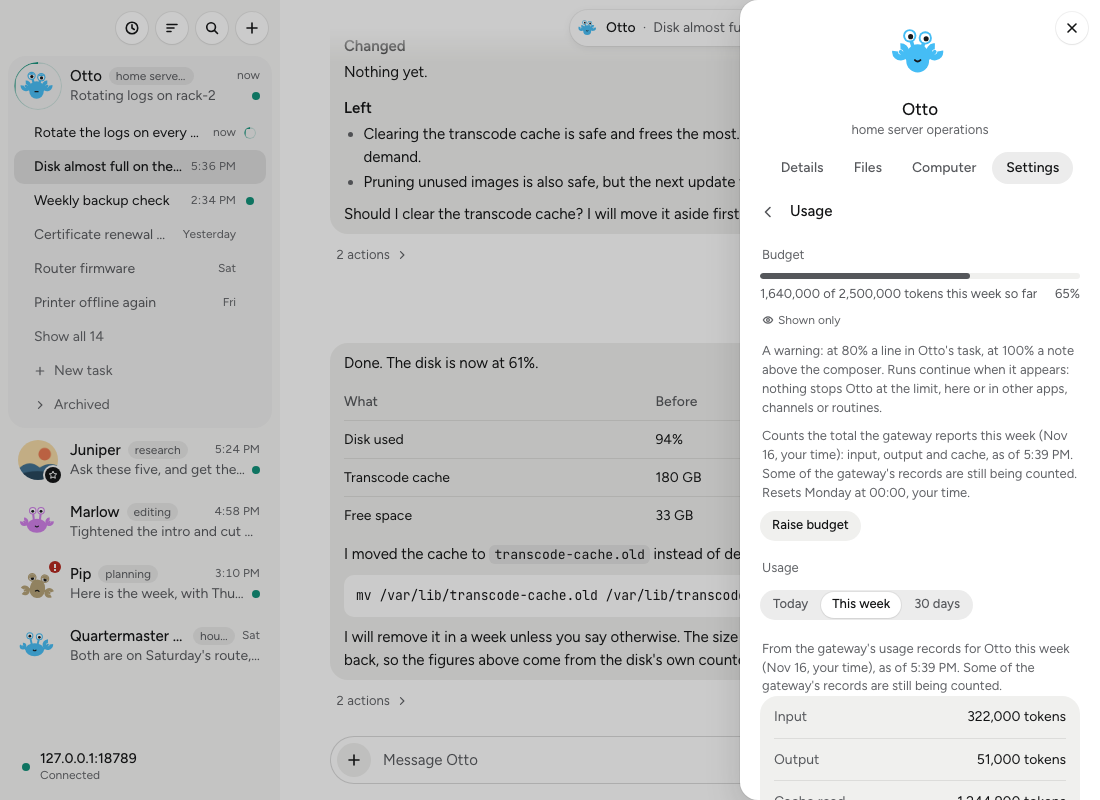 Otto
home serve...
now
Rotating logs on rack-2
Rotate the logs on every ...
now
Disk almost full on the...
5:36 PM
Weekly backup check
2:34 PM
Certificate renewal ...
Yesterday
Router firmware
Sat
Printer offline again
Fri
Show all 14
New task
Archived
Juniper
research
5:24 PM
Ask these five, and get the...
Marlow
editing
4:58 PM
Tightened the intro and cut ...
Pip
planning
3:10 PM
Here is the week, with Thu...
Quartermaster ...
hou...
Sat
Both are on Saturday's route,...
127.0.0.1:18789
Connected
Otto · Disk almost fu
Changed
Nothing yet.
Left
• Clearing the transcode cache is safe and frees the most.
demand.
• Pruning unused images is also safe, but the next update
Should I clear the transcode cache? I will move it aside first
2 actions
Done. The disk is now at 61%.
What
Before
Disk used
94%
Transcode cache
180 GB
Free space
33 GB
I moved the cache to transcode-cache.old instead of de
mv /var/lib/transcode-cache.old /var/lib/transcode
I will remove it in a week unless you say otherwise. The size
back, so the figures above come from the disk's own counte
2 actions
Message Otto
Otto
home server operations
Details
Files
Computer
Settings
Usage
Budget
1,640,000 of 2,500,000 tokens this week so far
65%
Shown only
A warning: at 80% a line in Otto's task, at 100% a note
above the composer. Runs continue when it appears:
nothing stops Otto at the limit, here or in other apps,
channels or routines.
Counts the total the gateway reports this week (Nov
16, your time): input, output and cache, as of 5:39 PM.
Some of the gateway's records are still being counted.
Resets Monday at 00:00, your time.
Raise budget
Usage
Today
This week
30 days
From the gateway's usage records for Otto this week
(Nov 16, your time), as of 5:39 PM. Some of the
gateway's records are still being counted.
Input
322,000 tokens
Output
51,000 tokens